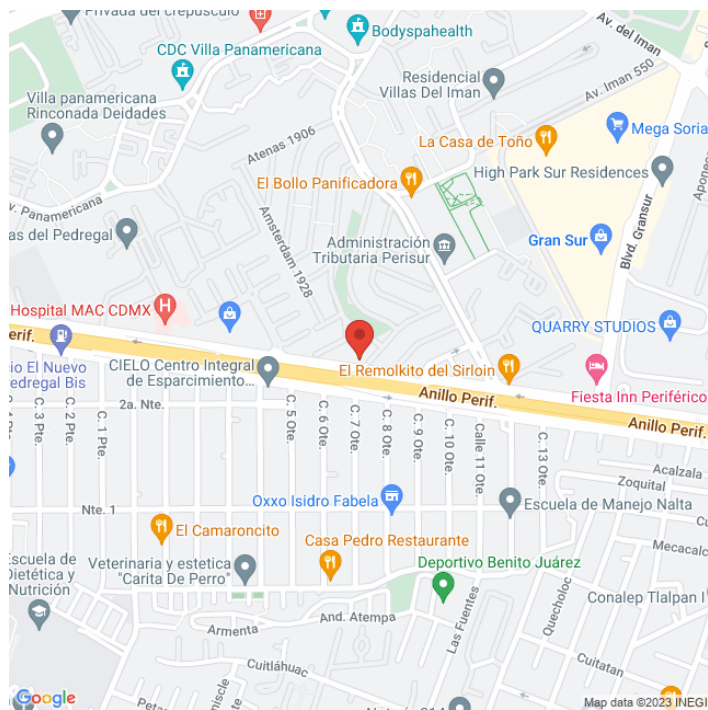 Privada del crepúsculo
CDC Villa Panamericana
Bodyspahealth
Av. del Iman
Residencial
Villas Del Iman
Av. Iman 550
Villa panamericana
Rinconada Deidades
Atenas 1906
La Casa de Toño
Mega Soria
El Bollo Panificadora
High Park Sur Residences
v. Panamericana
Amsterdam 1928
as del Pedregal
Administración
Tributaria Perisur
Gran Sur
Blvd. Gransur
Hospital MAC CDMX
QUARRY STUDIOS
erif.
cio El Nuevo
edregal Bis
CIELO Centro Integral
de Esparcimiento...
El Remolkito del Sirloin
Anillo Perif.
Fiesta Inn Periférico
Anillo Perif.
2a. Nte.
C. 3 Pte.
C. 2 Pte.
C. 1 Pte.
C. 5 Ote.
C. 6 Ote.
C. 7 Ote.
C. 8 Ote.
C. 9 Ote.
C. 10 Ote.
Calle 11 Ote.
C. 13 Ote.
Acalzala
Zoquital
Nte. 1
Oxxo Isidro Fabela
Escuela de Manejo Nalta
El Camaroncito
Casa Pedro Restaurante
Mecacalc
Escuela de
Dietética y
Nutrición
Veterinaria y estetica
"Carita De Perro"
Deportivo Benito Juárez
Quecholoc
Conalep Tlalpan I
Las Fuentes
And. Atempa
Armenta
Cuitláhuac
Cuitatan
Google
Map data ©2023 INEGI